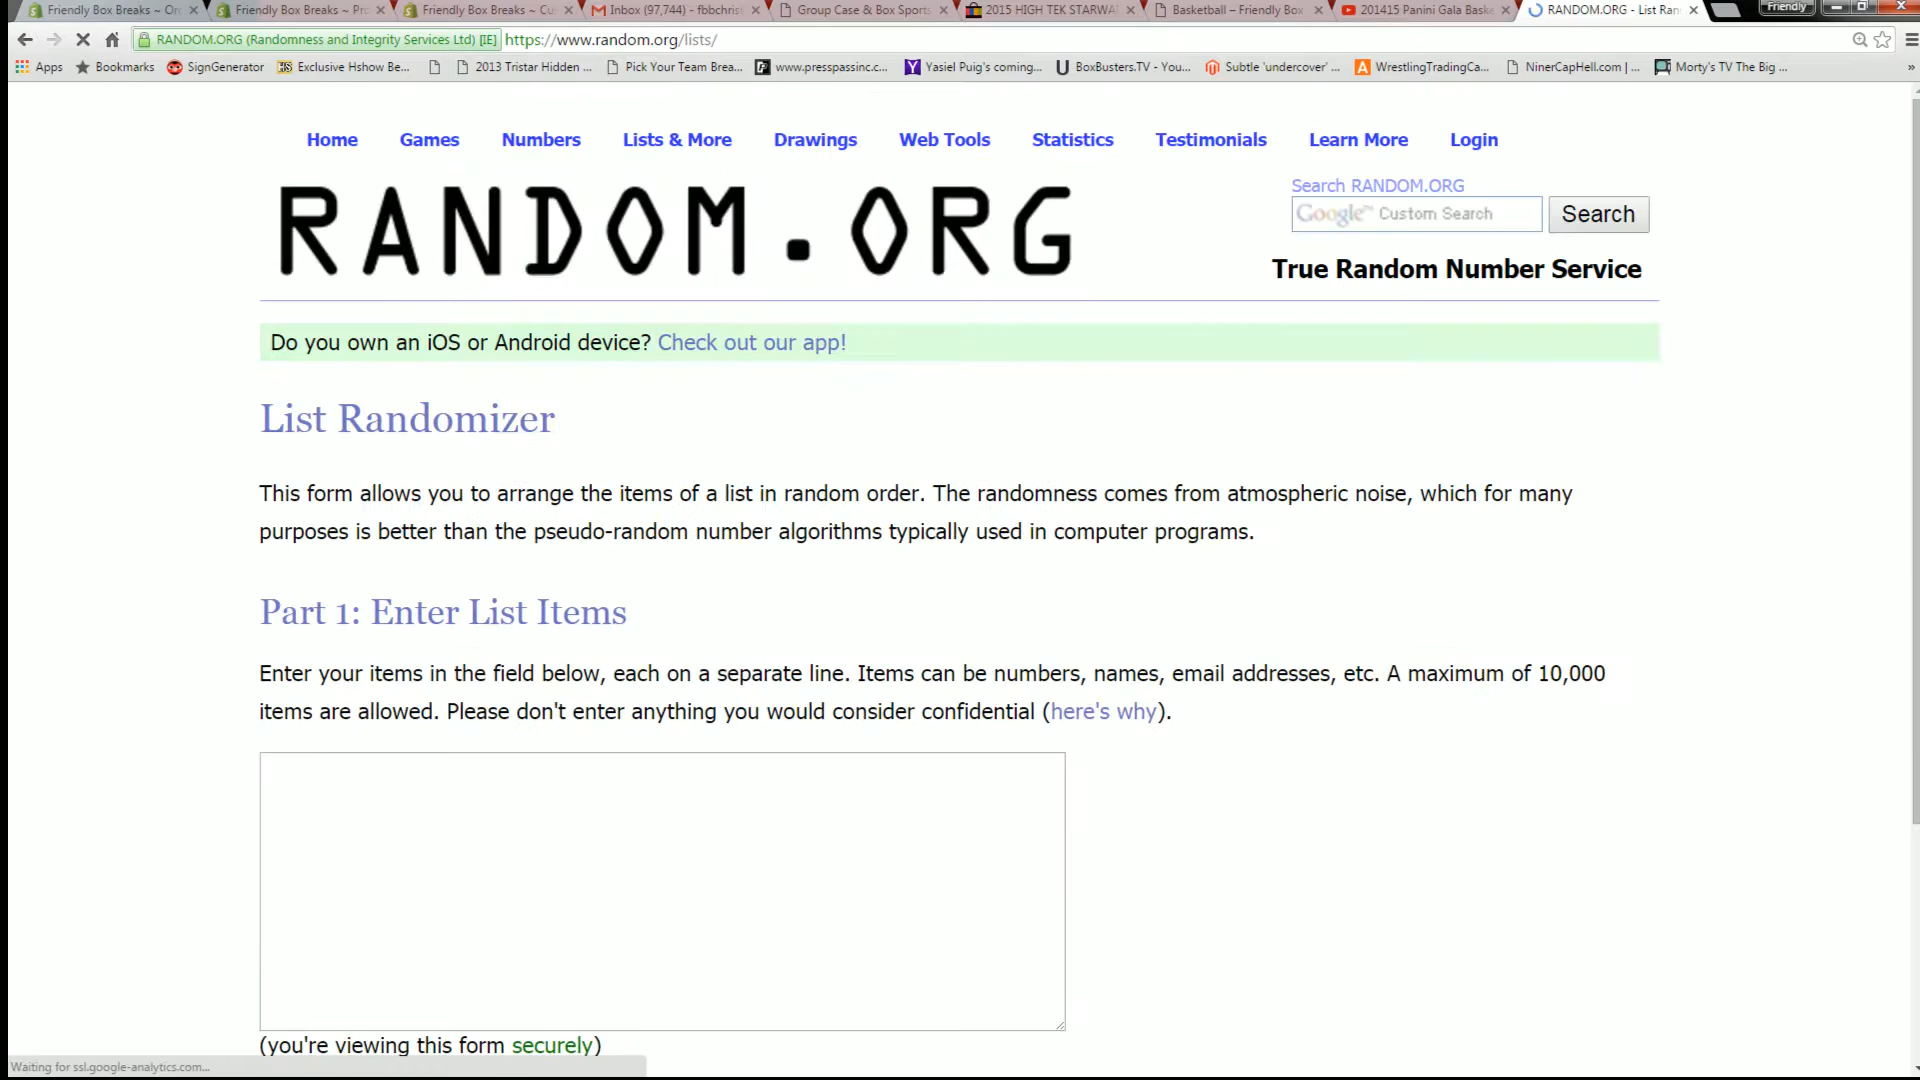 Friendly Box Breaks ~ Or
Friendly Box Breaks ~ Pr
Friendly Box Breaks ~ Cu
Inbox (97,744) - fbbchris
Group Case & Box Sports
2015 HIGH TEK STARWA
Basketball – Friendly Box
201415 Panini Gala Bask
RANDOM.ORG - List Ran
Friendly
RANDOM.ORG (Randomness and Integrity Services Ltd) [IE]
https://www.random.org/lists/
Apps
Bookmarks
SignGenerator
Exclusive Hshow Be...
2013 Tristar Hidden ...
Pick Your Team Brea...
www.presspassinc.c...
Yasiel Puig's coming...
BoxBusters.TV - You...
Subtle 'undercover' ...
WrestlingTradingCa...
NinerCapHell.com | ...
Morty's TV The Big ...
»
Home Games Numbers Lists & More Drawings Web Tools Statistics Testimonials Learn More Login
RANDOM.ORG
Search RANDOM.ORG
Google™ Custom Search
Search
True Random Number Service
Do you own an iOS or Android device? Check out our app!
List Randomizer
This form allows you to arrange the items of a list in random order. The randomness comes from atmospheric noise, which for many
purposes is better than the pseudo-random number algorithms typically used in computer programs.
Part 1: Enter List Items
Enter your items in the field below, each on a separate line. Items can be numbers, names, email addresses, etc. A maximum of 10,000
items are allowed. Please don't enter anything you would consider confidential (here's why).
(you're viewing this form securely)
Waiting for ssl.google-analytics.com...